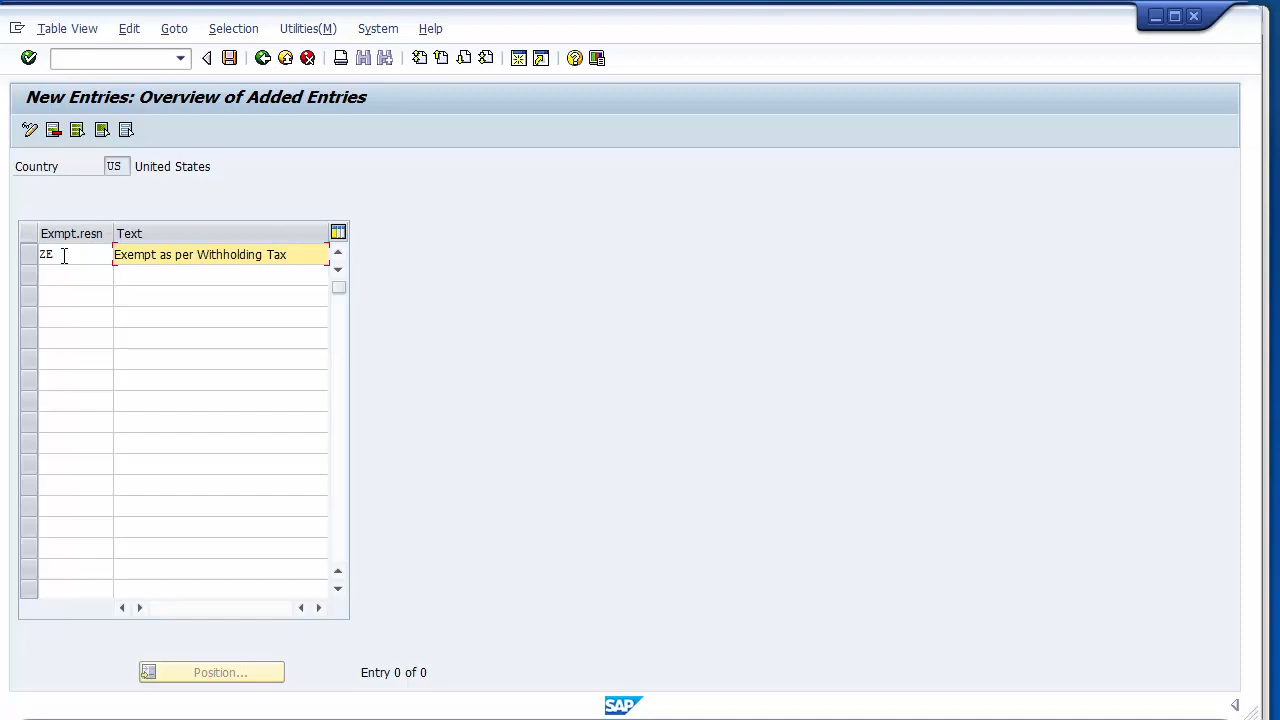 Table View Edit Goto Selection Utilities(M) System Help
New Entries: Overview of Added Entries
Country US United States
Exmpt.resn Text
ZE Exempt as per Withholding Tax
Position... Entry 0 of 0
SAP